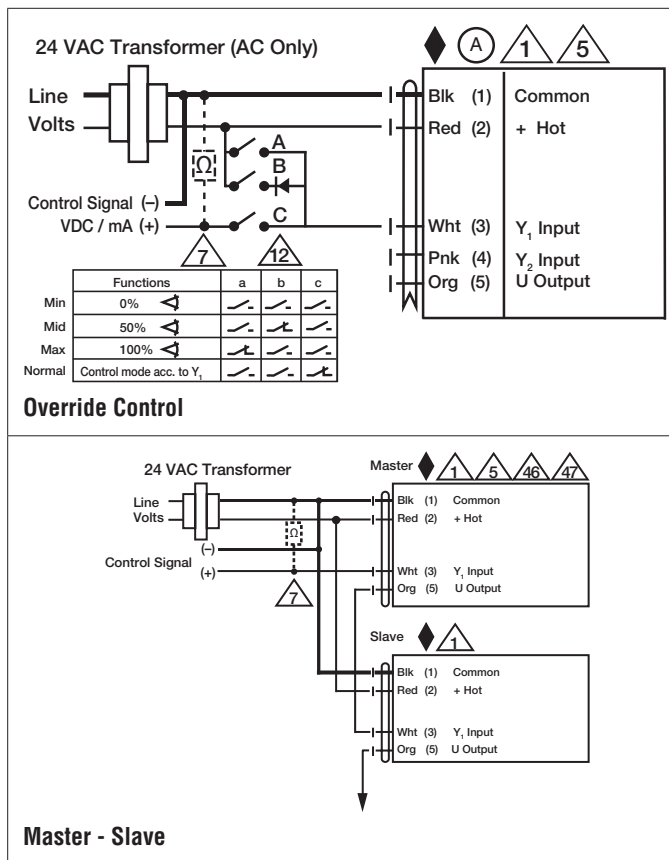 24 VAC Transformer (AC Only)
A 1 5
Line
Volts
Blk (1) Common
Red (2) + Hot
A
B
Ω
Control Signal (–)
VDC / mA (+)
C
Wht (3) Y₁ Input
Pnk (4) Y₂ Input
Org (5) U Output
7 12
Functions a b c
Min 0%
Mid 50%
Max 100%
Normal Control mode acc. to Y₁
Override Control
24 VAC Transformer
Master 1 5 46 47
Line
Volts
Blk (1) Common
Red (2) + Hot
Ω
(–)
Control Signal
(+)
Wht (3) Y₁ Input
Org (5) U Output
7
Slave 1
Blk (1) Common
Red (2) + Hot
Wht (3) Y₁ Input
Org (5) U Output
Master - Slave